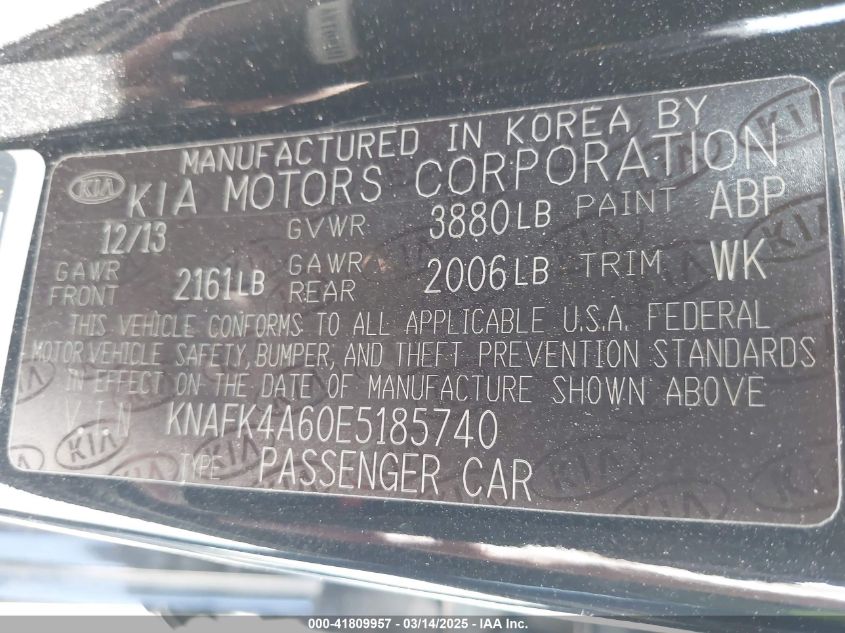 MANUFACTURED IN KOREA BY
KIA KIA MOTORS CORPORATION
12/13 GVWR 3880LB PAINT ABP
GAWR FRONT 2161LB GAWR REAR 2006LB TRIM WK
THIS VEHICLE CONFORMS TO ALL APPLICABLE U.S.A. FEDERAL
MOTOR VEHICLE SAFETY, BUMPER, AND THEFT PREVENTION STANDARDS
IN EFFECT ON THE DATE OF MANUFACTURE SHOWN ABOVE
VIN KNAFK4A60E5185740
TYPE PASSENGER CAR
000-41809957 - 03/14/2025 - IAA Inc.